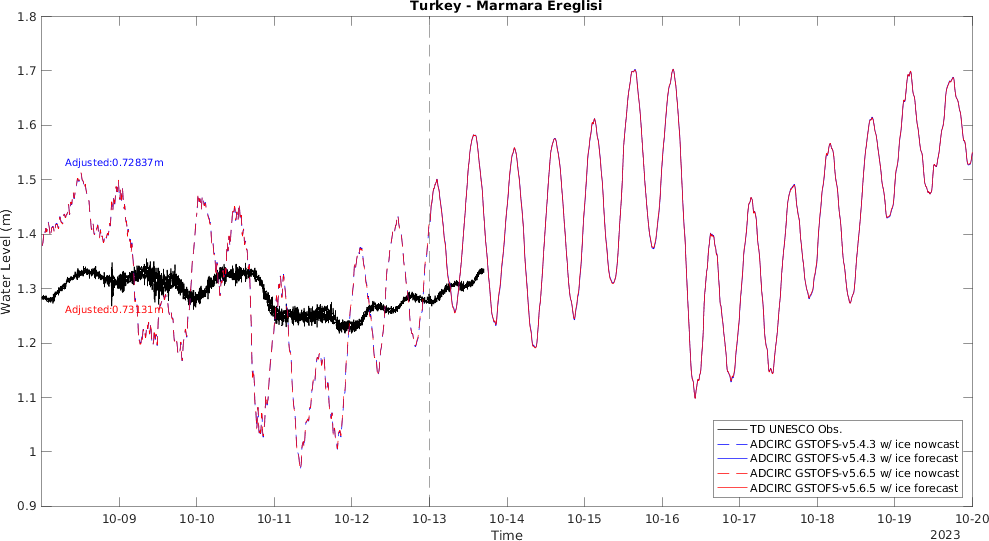 Turkey - Marmara Ereglisi
1.8
1.7
1.6
1.5
1.4
1.3
1.2
1.1
1
0.9
Water Level (m)
Adjusted:0.72837m
Adjusted:0.73131m
TD UNESCO Obs.
ADCIRC GSTOFS-v5.4.3 w/ ice nowcast
ADCIRC GSTOFS-v5.4.3 w/ ice forecast
ADCIRC GSTOFS-v5.6.5 w/ ice nowcast
ADCIRC GSTOFS-v5.6.5 w/ ice forecast
10-09 10-10 10-11 10-12 10-13 10-14 10-15 10-16 10-17 10-18 10-19 10-20
Time
2023